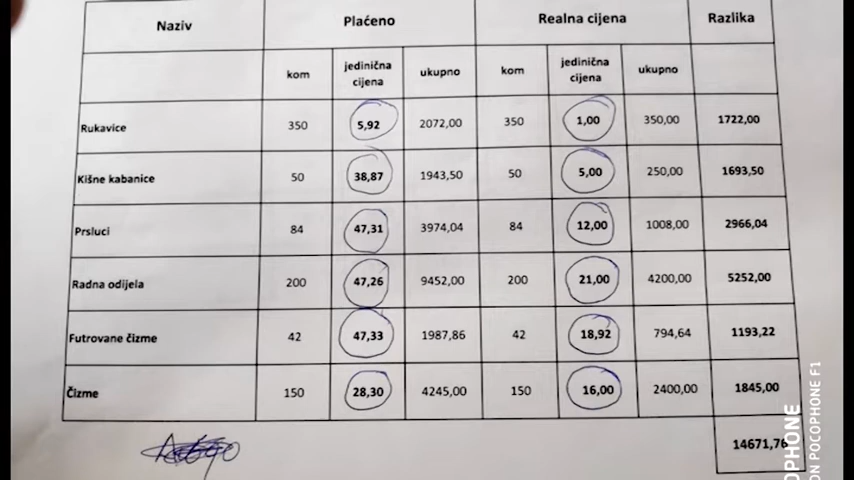 Naziv Plaćeno Realna cijena Razlika
kom jedinična cijena ukupno kom jedinična cijena ukupno
Rukavice 350 5,92 2072,00 350 1,00 350,00 1722,00
Kišne kabanice 50 38,87 1943,50 50 5,00 250,00 1693,50
Prsluci 84 47,31 3974,04 84 12,00 1008,00 2966,04
Radna odijela 200 47,26 9452,00 200 21,00 4200,00 5252,00
Futrovane čizme 42 47,33 1987,86 42 18,92 794,64 1193,22
Čizme 150 28,30 4245,00 150 16,00 2400,00 1845,00
14671,76
OPHONE
ON POCOPHONE F1